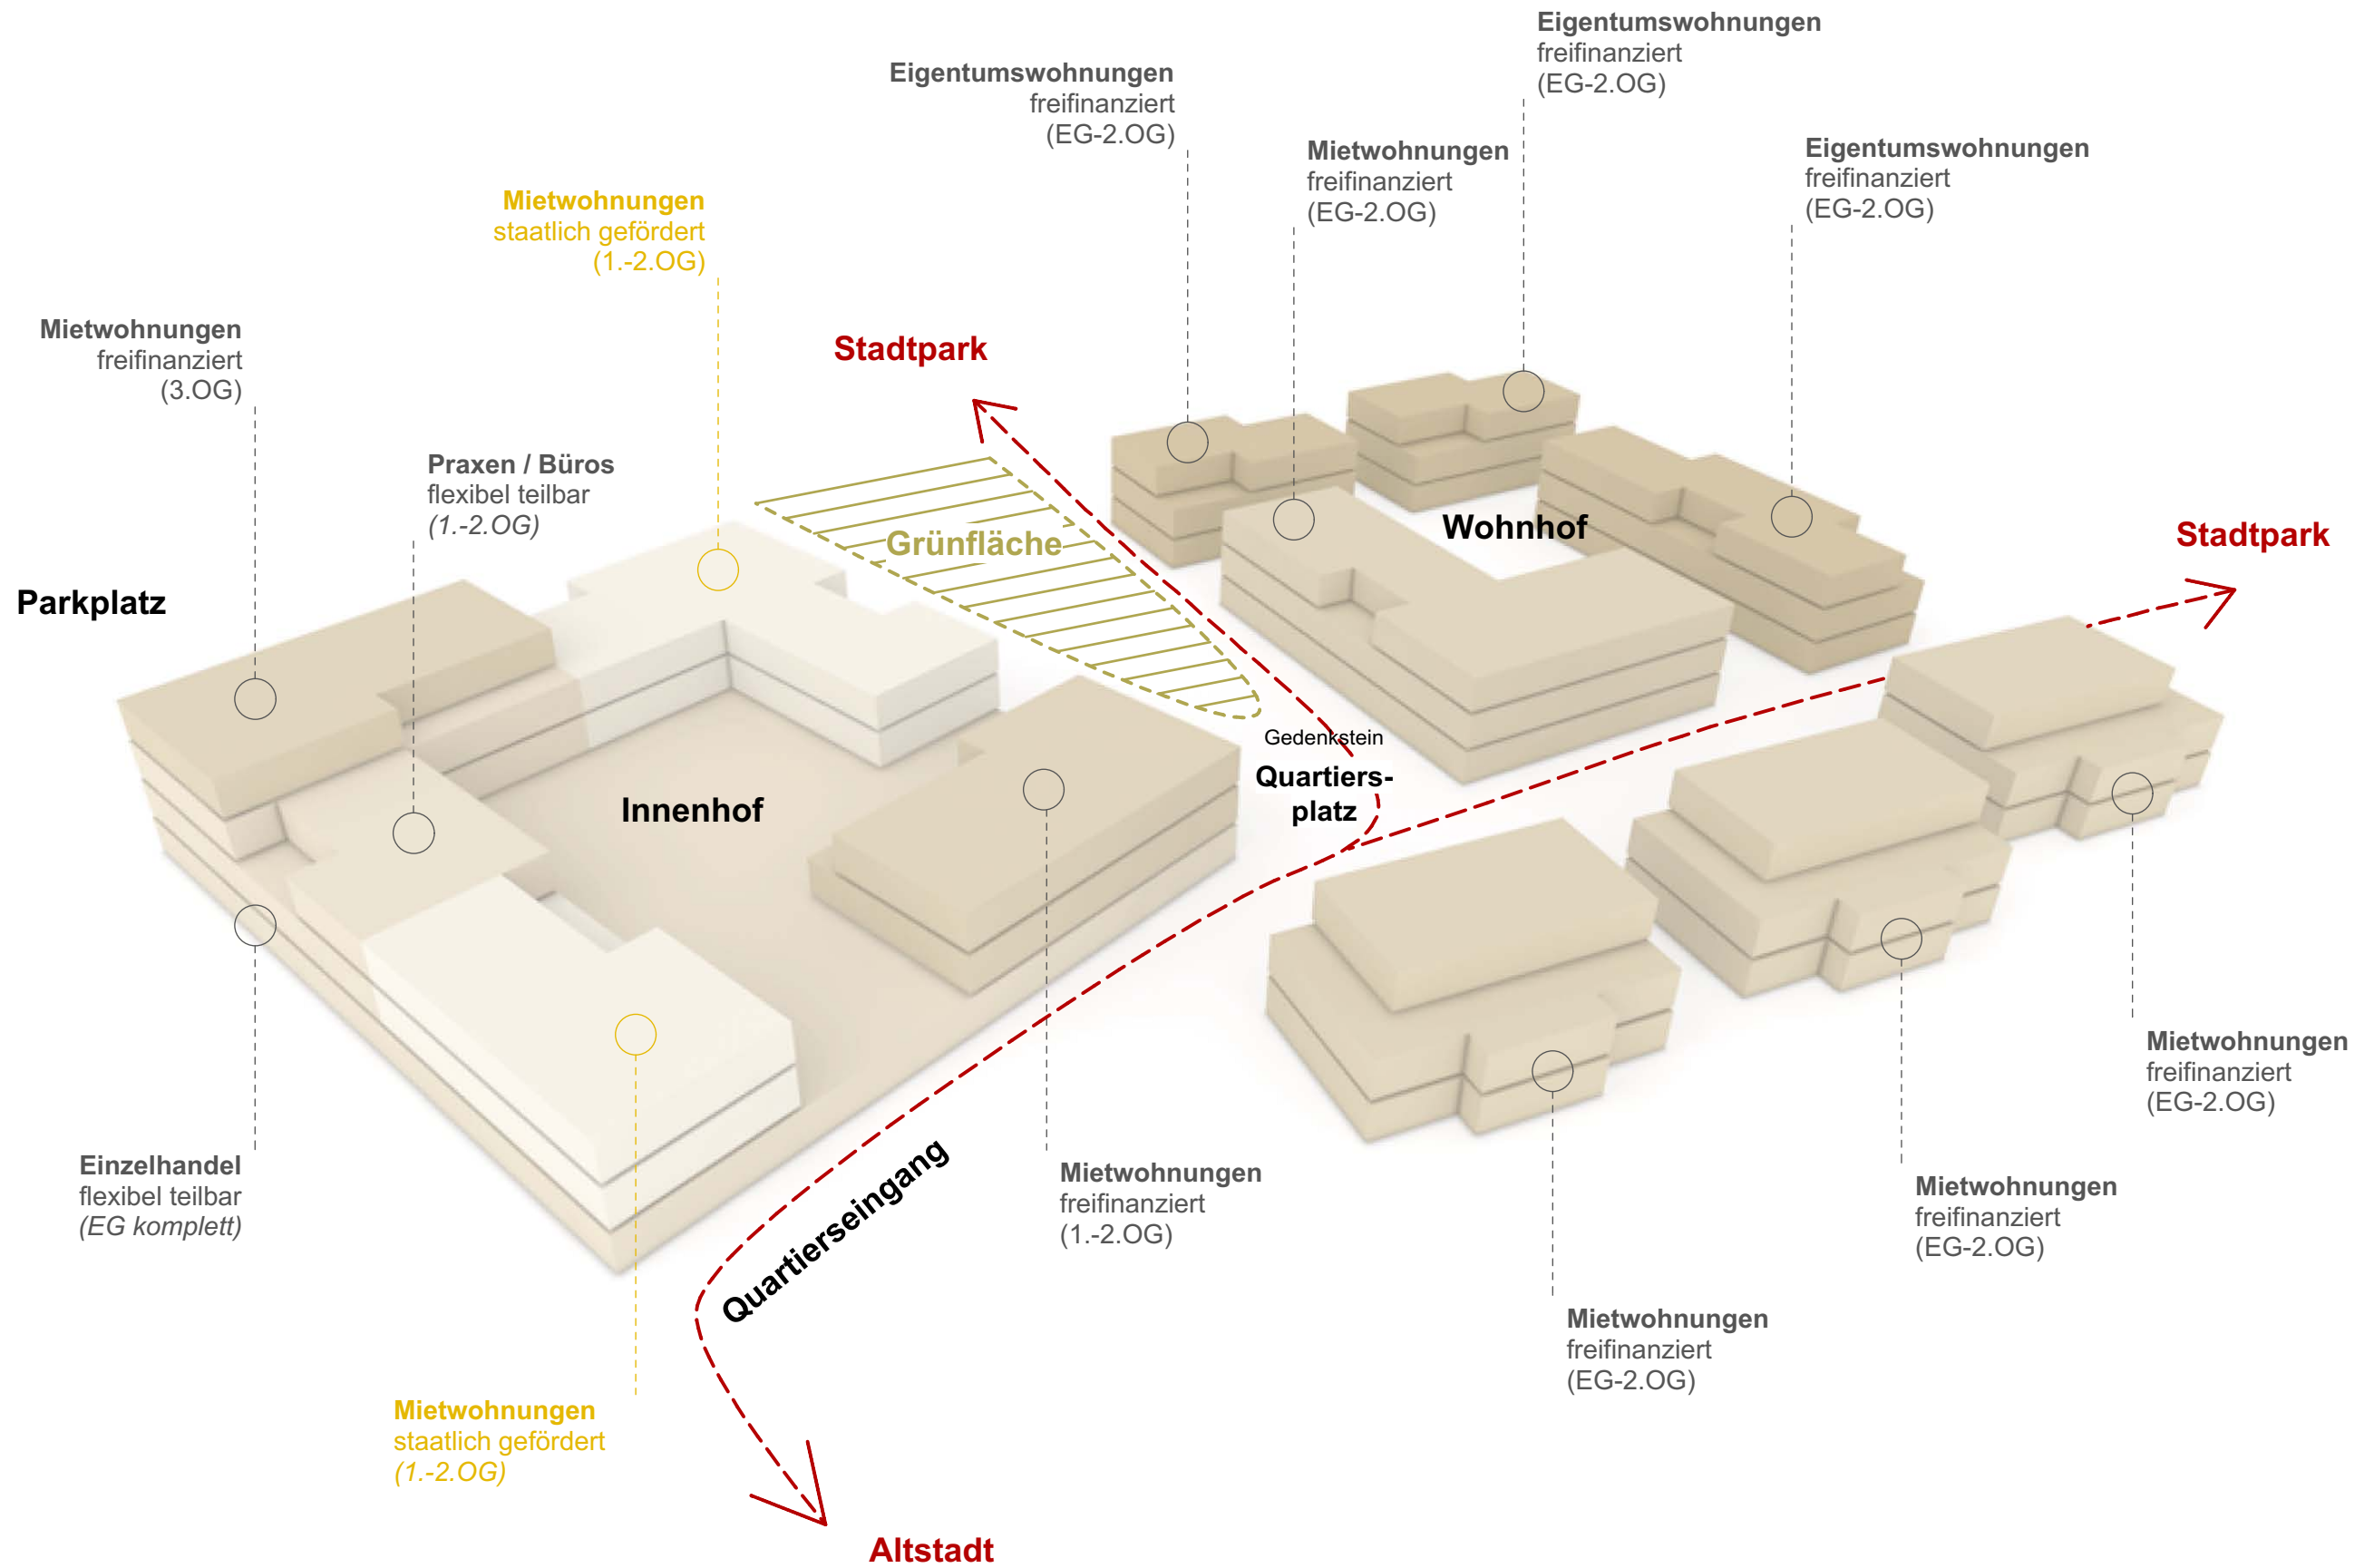 Eigentumswohnungen
freifinanziert
(EG-2.OG)
Eigentumswohnungen
freifinanziert
(EG-2.OG)
Mietwohnungen
freifinanziert
(EG-2.OG)
Eigentumswohnungen
freifinanziert
(EG-2.OG)
Mietwohnungen
staatlich gefördert
(1.-2.OG)
Mietwohnungen
freifinanziert
(3.OG)
Stadtpark
Praxen / Büros
flexibel teilbar
(1.-2.OG)
Grünfläche
Wohnhof
Stadtpark
Parkplatz
Gedenkstein
Quartiers-
platz
Innenhof
Mietwohnungen
freifinanziert
(EG-2.OG)
Einzelhandel
flexibel teilbar
(EG komplett)
Quartierseingang
Mietwohnungen
freifinanziert
(1.-2.OG)
Mietwohnungen
freifinanziert
(EG-2.OG)
Mietwohnungen
freifinanziert
(EG-2.OG)
Mietwohnungen
staatlich gefördert
(1.-2.OG)
Altstadt